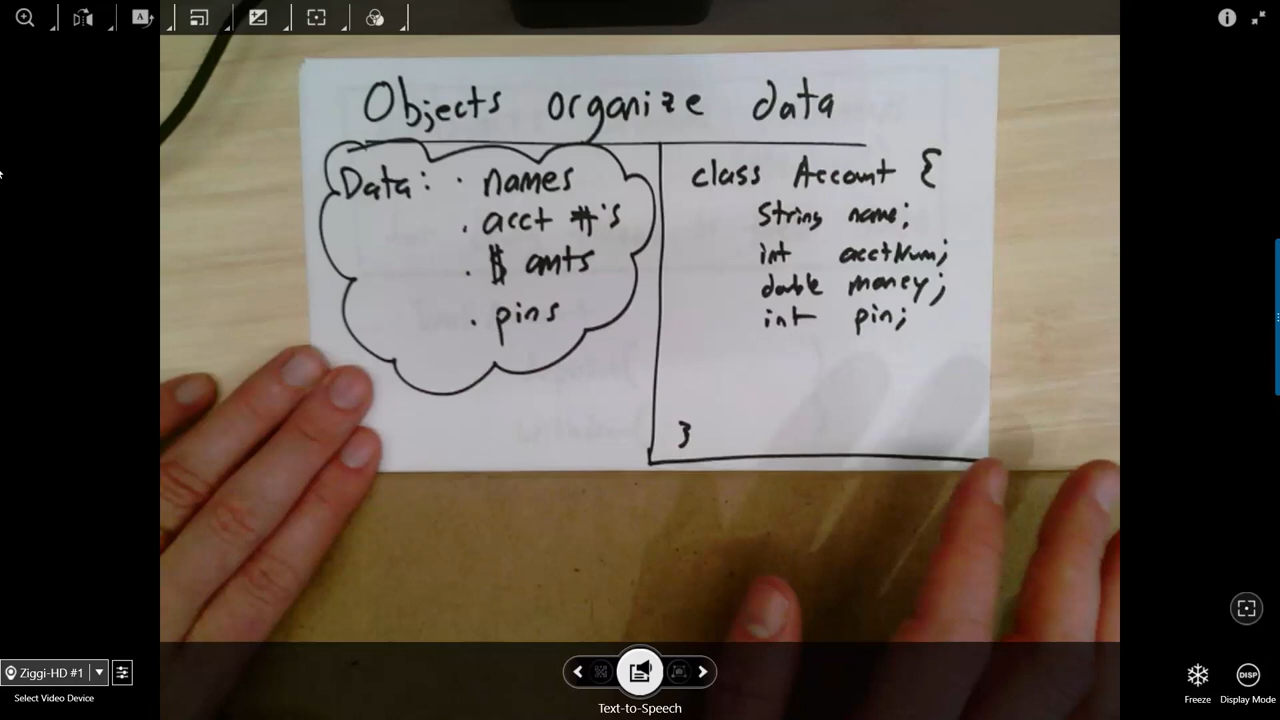 Objects organize data
Data: · names
· acct #'s
· $ amts
· pins
class Account {
String name;
int acctNum;
double money;
int pin;
}
Ziggi-HD #1
Select Video Device
Text-to-Speech
Freeze
DISP
Display Mode